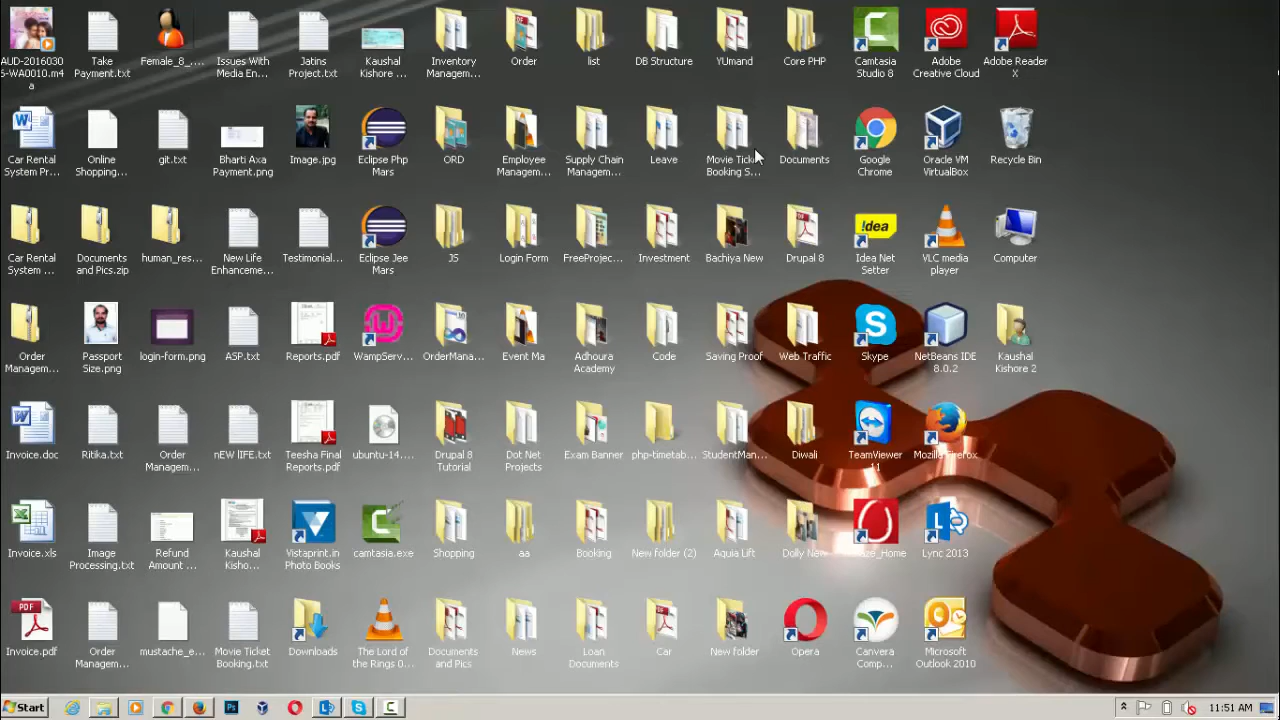 AUD-2016030
6-WA0010.m4
a
Take
Payment.txt
Female_8_....
Issues With
Media En...
Jatins
Project.txt
Kaushal
Kishore ...
Inventory
Managem...
Order
list
DB Structure
YUmand
Core PHP
Camtasia
Studio 8
Adobe
Creative Cloud
Adobe Reader
X
Car Rental
System Pr...
Online
Shopping...
git.txt
Bharti Axa
Payment.png
Image.jpg
Eclipse Php
Mars
ORD
Employee
Managem...
Supply Chain
Managem...
Leave
Movie Ticke
Booking S...
Documents
Google
Chrome
Oracle VM
VirtualBox
Recycle Bin
Car Rental
System ...
Documents
and Pics.zip
human_res...
New Life
Enhanceme...
Testimonial...
Eclipse Jee
Mars
JS
Login Form
FreeProjec...
Investment
Bachiya New
Drupal 8
!dea
Idea Net
Setter
VLC media
player
Computer
Order
Managem...
Passport
Size.png
login-form.png
ASP.txt
Reports.pdf
WampServ...
OrderMana...
Event Ma
Adhoura
Academy
Code
Saving Proof
Web Traffic
Skype
NetBeans IDE
8.0.2
Kaushal
Kishore 2
Invoice.doc
Ritika.txt
Order
Managem...
nEW lIFE.txt
Teesha Final
Reports.pdf
ubuntu-14....
Drupal 8
Tutorial
Dot Net
Projects
Exam Banner
php-timetab...
StudentMan...
Diwali
TeamViewer
11
Mozilla Firefox
Invoice.xls
Image
Processing.txt
Refund
Amount ...
Kaushal
Kisho...
Vistaprint.in
Photo Books
camtasia.exe
Shopping
aa
Booking
New folder (2)
Aquia Lift
Dolly New
Lync 2013
PDF
Invoice.pdf
Order
Managem...
mustache_e...
Movie Ticket
Booking.txt
Downloads
The Lord of
the Rings 0...
Documents
and Pics
News
Loan
Documents
Car
New folder
Opera
Canvera
Comp...
Microsoft
Outlook 2010
Start
11:51 AM